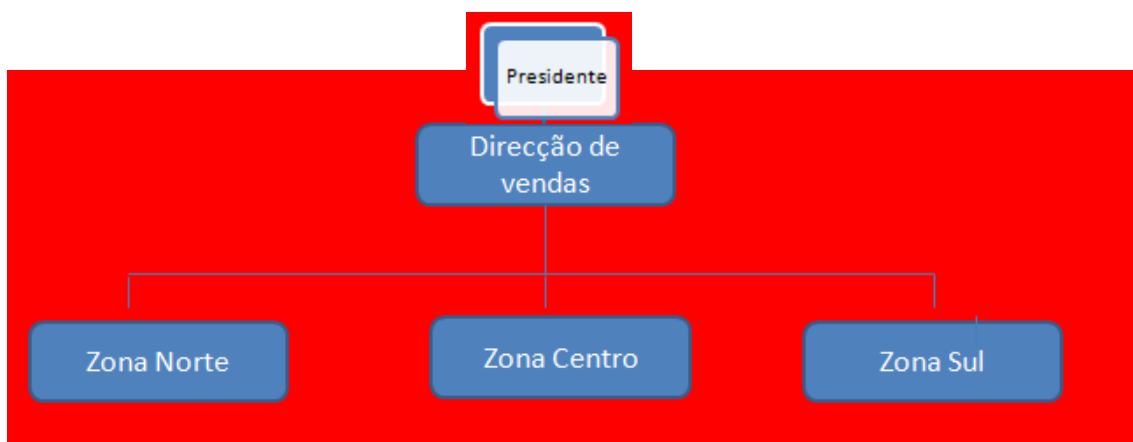 Presidente
Direcção de
vendas
Zona Norte
Zona Centro
Zona Sul